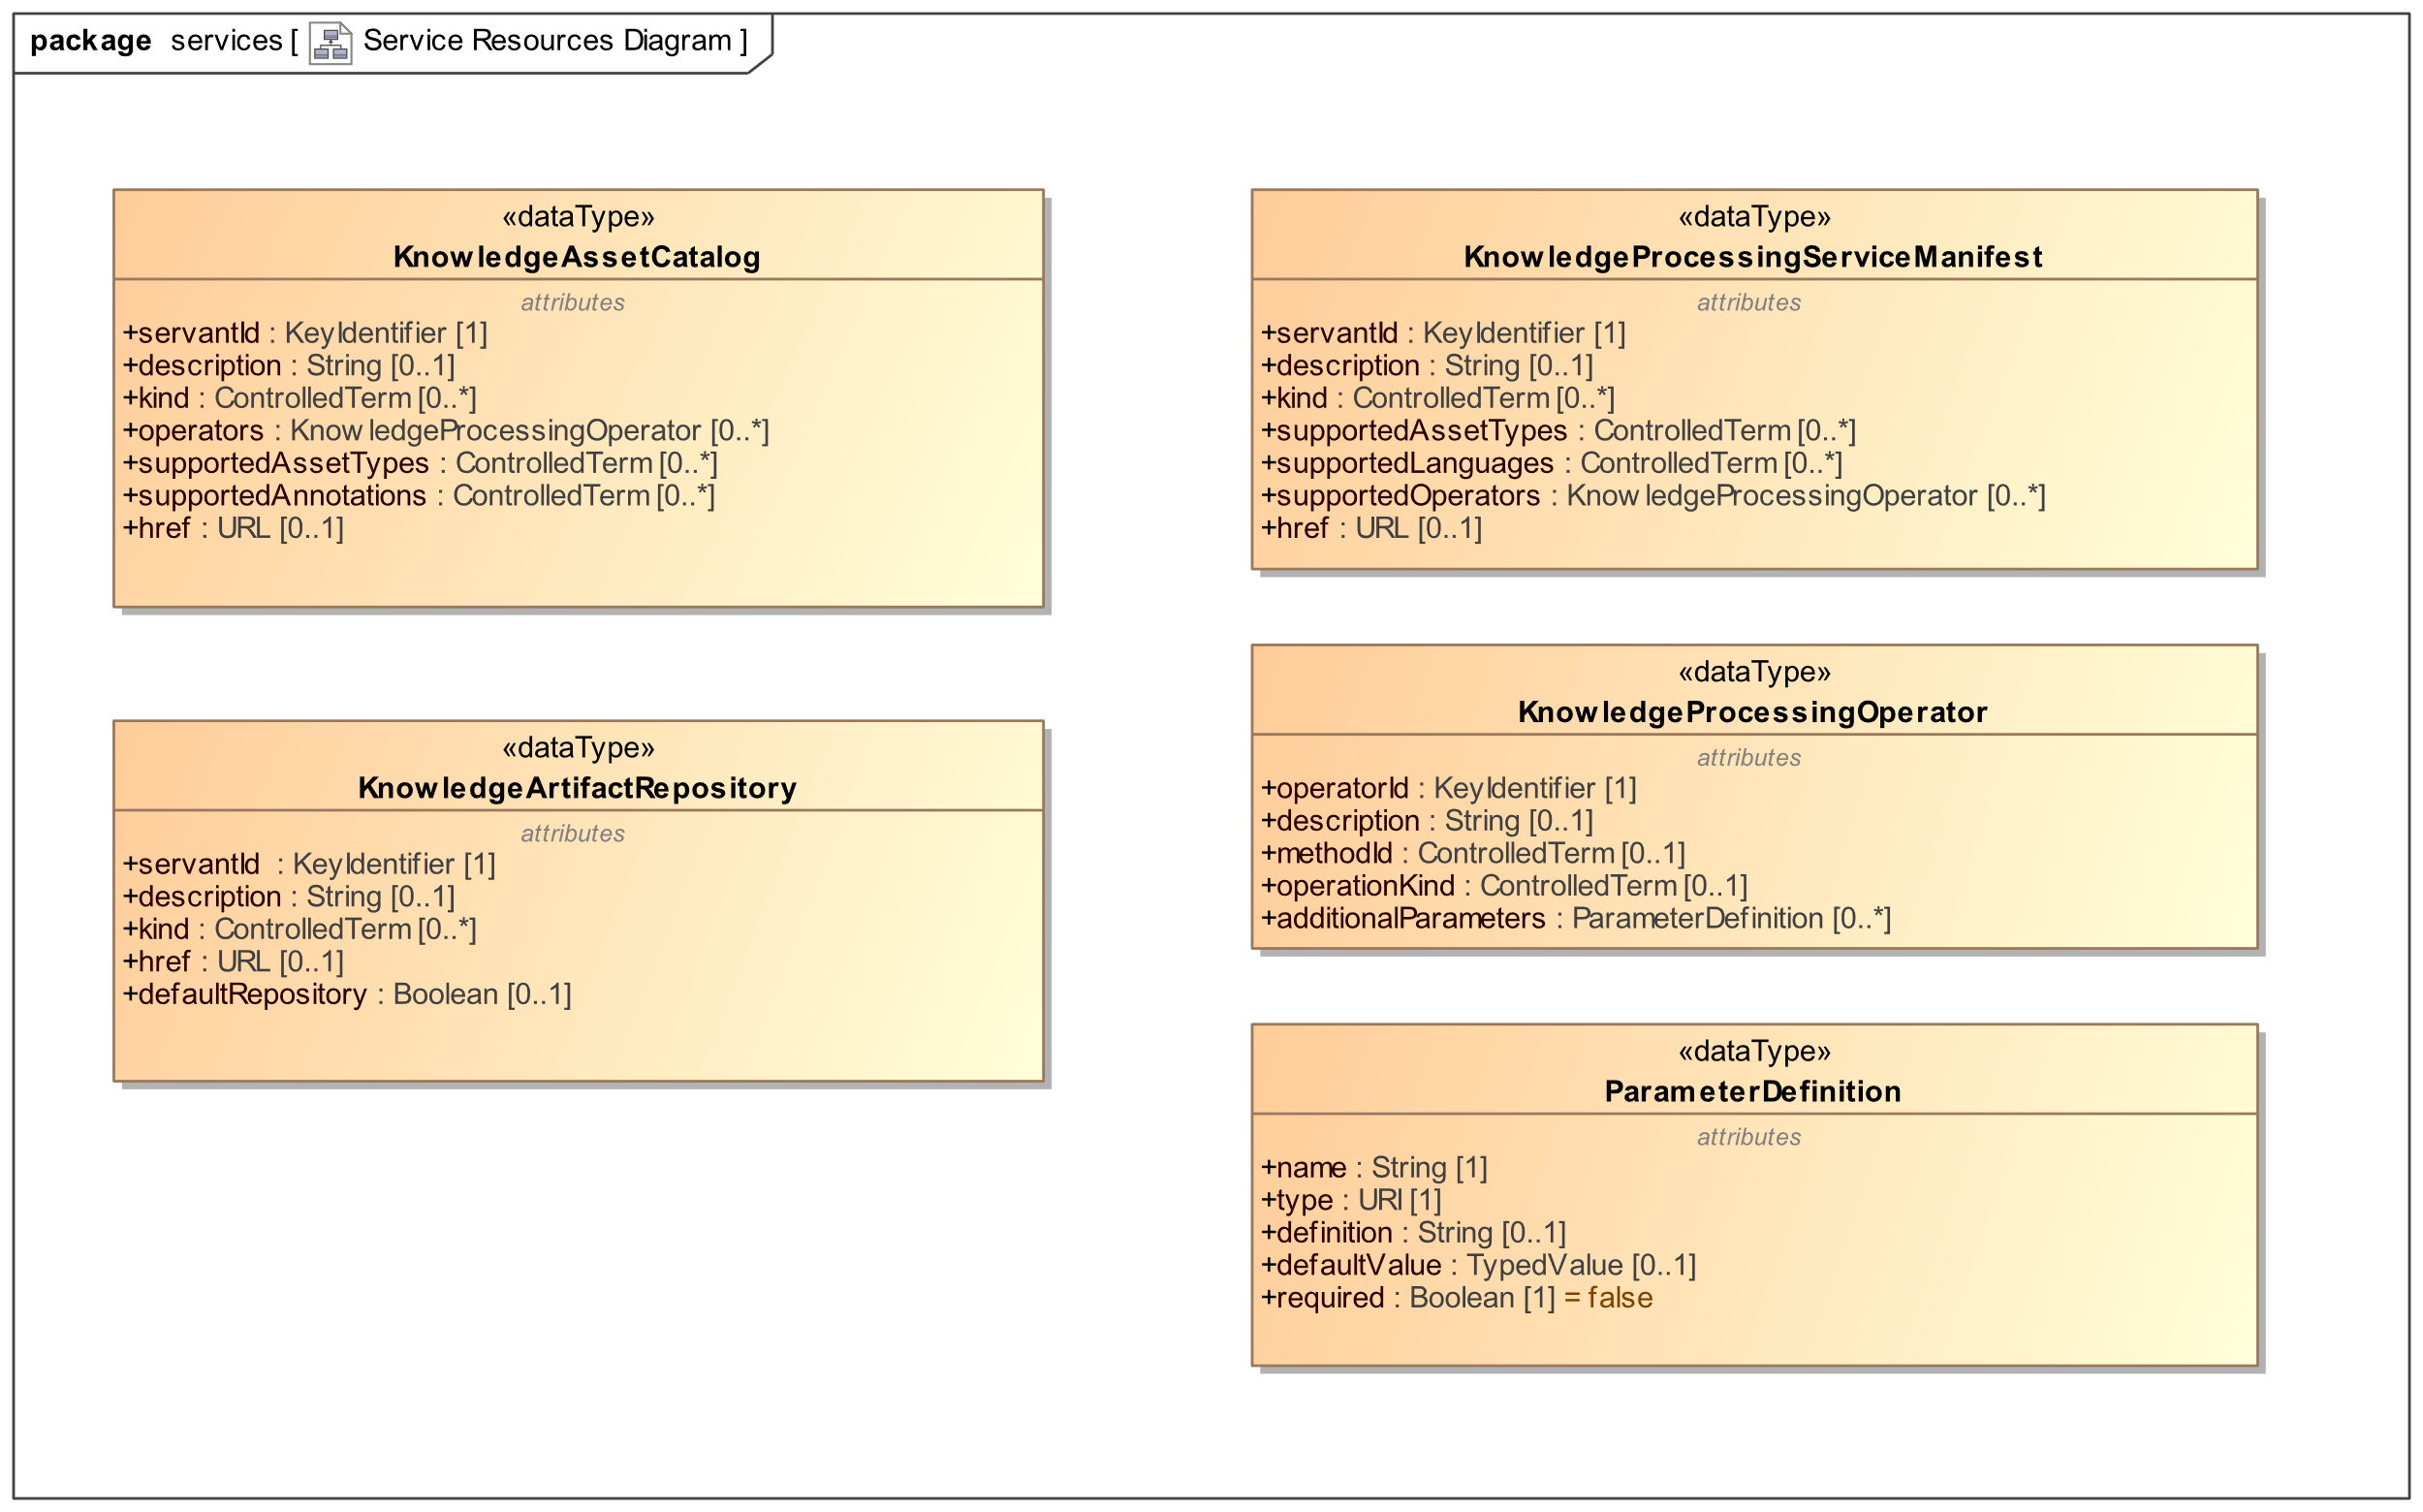 package services [ Service Resources Diagram ]
«dataType»
KnowledgeAssetCatalog
attributes
+servantId : KeyIdentifier [1]
+description : String [0..1]
+kind : ControlledTerm [0..*]
+operators : KnowledgeProcessingOperator [0..*]
+supportedAssetTypes : ControlledTerm [0..*]
+supportedAnnotations : ControlledTerm [0..*]
+href : URL [0..1]
«dataType»
KnowledgeArtifactRepository
attributes
+servantId : KeyIdentifier [1]
+description : String [0..1]
+kind : ControlledTerm [0..*]
+href : URL [0..1]
+defaultRepository : Boolean [0..1]
«dataType»
KnowledgeProcessingServiceManifest
attributes
+servantId : KeyIdentifier [1]
+description : String [0..1]
+kind : ControlledTerm [0..*]
+supportedAssetTypes : ControlledTerm [0..*]
+supportedLanguages : ControlledTerm [0..*]
+supportedOperators : KnowledgeProcessingOperator [0..*]
+href : URL [0..1]
«dataType»
KnowledgeProcessingOperator
attributes
+operatorId : KeyIdentifier [1]
+description : String [0..1]
+methodId : ControlledTerm [0..1]
+operationKind : ControlledTerm [0..1]
+additionalParameters : ParameterDefinition [0..*]
«dataType»
ParameterDefinition
attributes
+name : String [1]
+type : URI [1]
+definition : String [0..1]
+defaultValue : TypedValue [0..1]
+required : Boolean [1] = false